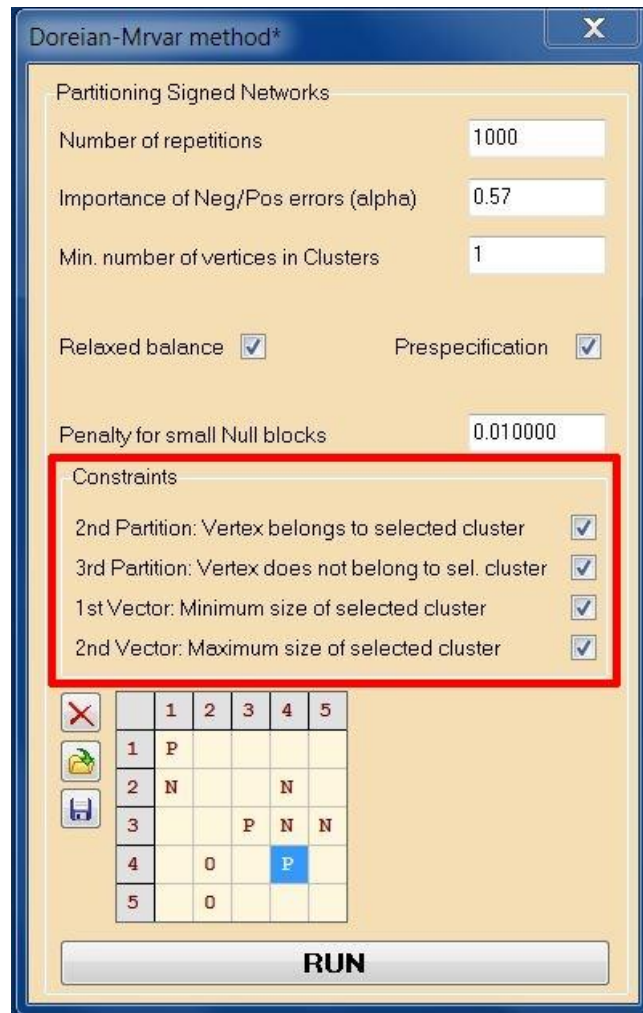 Doreian-Mrvar method*
X
Partitioning Signed Networks
Number of repetitions 1000
Importance of Neg/Pos errors (alpha) 0.57
Min. number of vertices in Clusters 1
Relaxed balance Prespecification
Penalty for small Null blocks 0.010000
Constraints
2nd Partition: Vertex belongs to selected cluster
3rd Partition: Vertex does not belong to sel. cluster
1st Vector: Minimum size of selected cluster
2nd Vector: Maximum size of selected cluster
1 2 3 4 5
1 P
2 N N
3 P N N
4 0 P
5 0
RUN